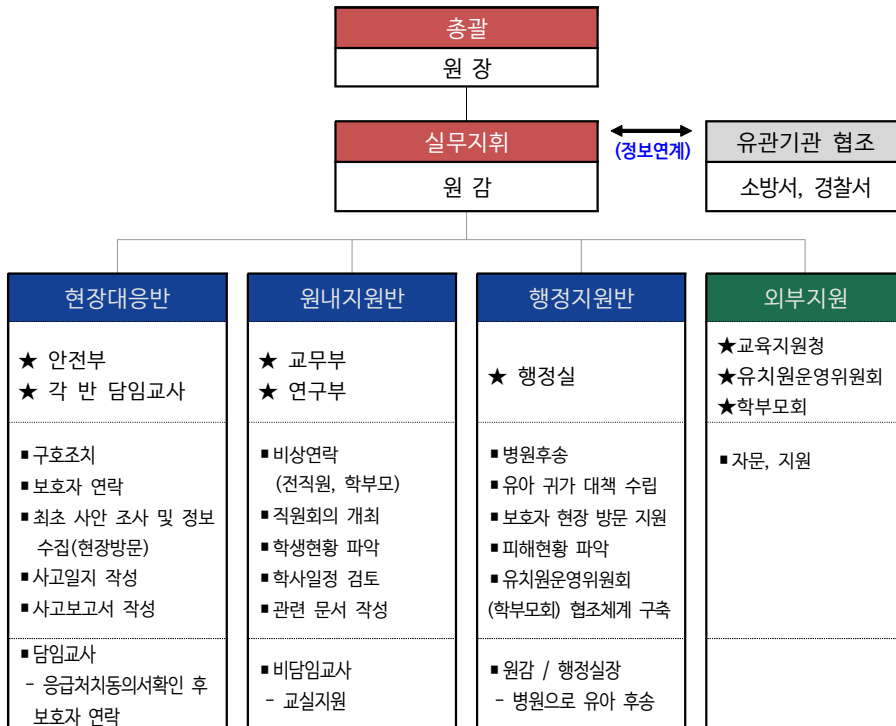 총괄
원 장
실무지휘
원 감
(정보연계)
유관기관 협조
소방서, 경찰서
현장대응반
★ 안전부
★ 각 반 담임교사
■구호조치
■보호자 연락
■최초 사안 조사 및 정보
수집(현장방문)
■사고일지 작성
■사고보고서 작성
■담임교사
- 응급처치동의서확인 후
보호자 연락
원내지원반
★ 교무부
★ 연구부
■비상연락
(전직원, 학부모)
■직원회의 개최
■학생현황 파악
■학사일정 검토
■관련 문서 작성
■비담임교사
- 교실지원
행정지원반
★ 행정실
■병원후송
■유아 귀가 대책 수립
■보호자 현장 방문 지원
■피해현황 파악
■유치원운영위원회
(학부모회) 협조체계 구축
■원감 / 행정실장
- 병원으로 유아 후송
외부지원
★교육지원청
★유치원운영위원회
★학부모회
■자문, 지원